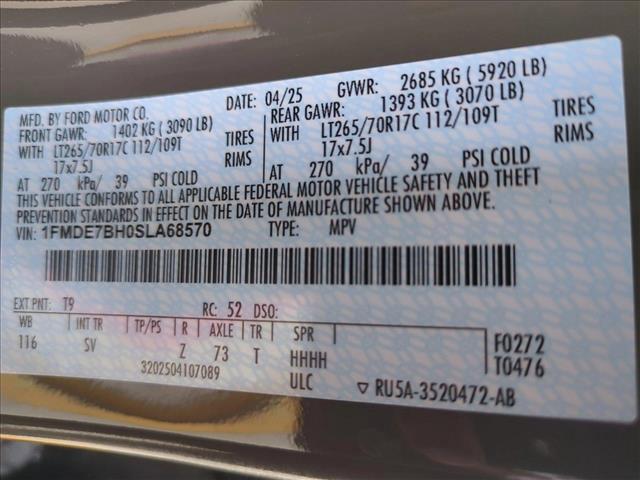 MFD. BY FORD MOTOR CO. DATE: 04/25 GVWR: 2685 KG ( 5920 LB)
FRONT GAWR: 1402 KG ( 3090 LB) REAR GAWR: 1393 KG ( 3070 LB)
WITH LT265/70R17C 112/109T TIRES WITH LT265/70R17C 112/109T TIRES
17x7.5J RIMS 17x7.5J RIMS
AT 270 kPa/ 39 PSI COLD AT 270 kPa/ 39 PSI COLD
THIS VEHICLE CONFORMS TO ALL APPLICABLE FEDERAL MOTOR VEHICLE SAFETY AND THEFT
PREVENTION STANDARDS IN EFFECT ON THE DATE OF MANUFACTURE SHOWN ABOVE.
VIN: 1FMDE7BH0SLA68570 TYPE: MPV
EXT PNT: T9 RC: 52 DSO:
WB INT TR TP/PS R AXLE TR SPR F0272
116 SV Z 73 T HHHH T0476
3202504107089 ULC ▽ RU5A-3520472-AB